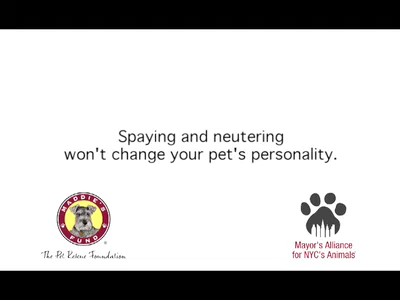 Spaying and neutering
won't change your pet's personality.
MADDIE'S
FUND
®
The Pet Rescue Foundation
Mayor's Alliance
for NYC's Animals